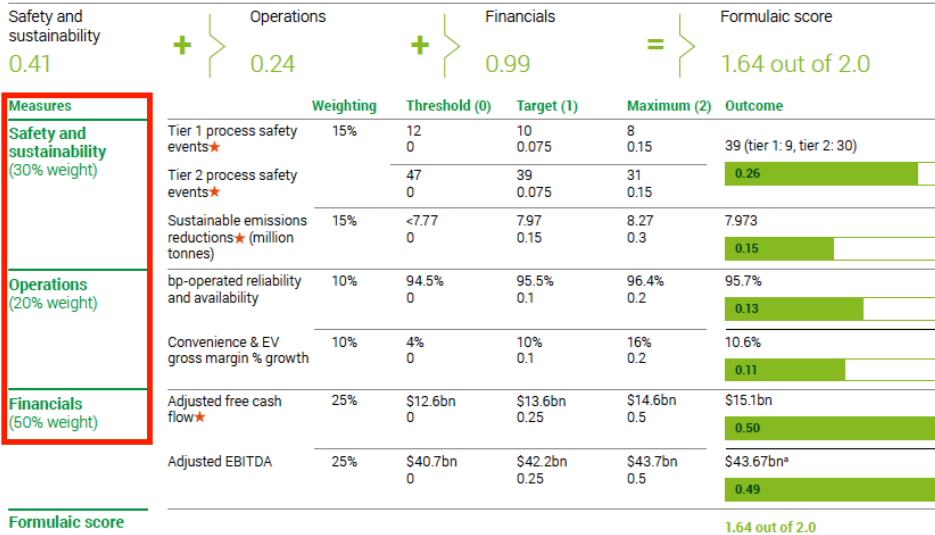 Safety and
sustainability
0.41
+
Operations
0.24
+
Financials
0.99
=
Formulaic score
1.64 out of 2.0
Measures Weighting Threshold (0) Target (1) Maximum (2) Outcome
Safety and
sustainability
(30% weight)
Tier 1 process safety
events★
15%
12
0
10
0.075
8
0.15
39 (tier 1: 9, tier 2: 30)
0.26
Tier 2 process safety
events★
47
0
39
0.075
31
0.15
Sustainable emissions
reductions★ (million
tonnes)
15%
<7.77
0
7.97
0.15
8.27
0.3
7.973
0.15
Operations
(20% weight)
bp-operated reliability
and availability
10%
94.5%
0
95.5%
0.1
96.4%
0.2
95.7%
0.13
Convenience & EV
gross margin % growth
10%
4%
0
10%
0.1
16%
0.2
10.6%
0.11
Financials
(50% weight)
Adjusted free cash
flow★
25%
$12.6bn
0
$13.6bn
0.25
$14.6bn
0.5
$15.1bn
0.50
Adjusted EBITDA
25%
$40.7bn
0
$42.2bn
0.25
$43.7bn
0.5
$43.67bnª
0.49
Formulaic score
1.64 out of 2.0